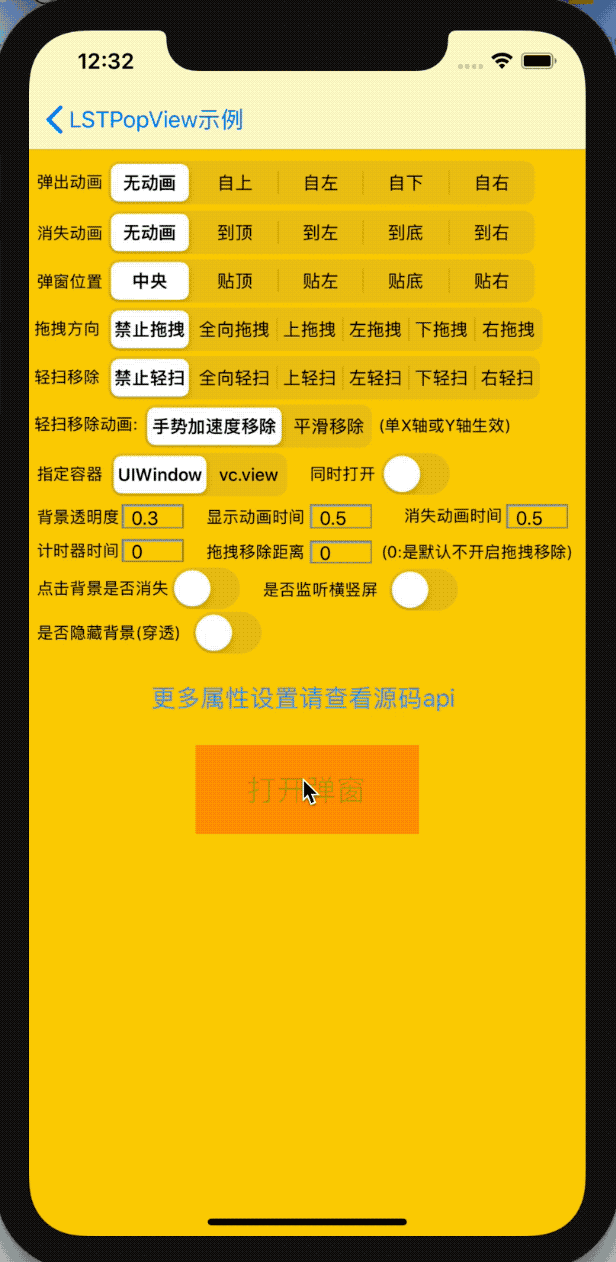 12:32
LSTPopView示例
弹出动画 无动画 自上 自左 自下 自右
消失动画 无动画 到顶 到左 到底 到右
弹窗位置 中央 贴顶 贴左 贴底 贴右
拖拽方向 禁止拖拽 全向拖拽 上拖拽 左拖拽 下拖拽 右拖拽
轻扫移除 禁止轻扫 全向轻扫 上轻扫 左轻扫 下轻扫 右轻扫
轻扫移除动画: 手势加速度移除 平滑移除 (单X轴或Y轴生效)
指定容器 UIWindow vc.view 同时打开
背景透明度 0.3 显示动画时间 0.5 消失动画时间 0.5
计时器时间 0 拖拽移除距离 0 (0:是默认不开启拖拽移除)
点击背景是否消失 是否监听横竖屏
是否隐藏背景(穿透)
更多属性设置请查看源码api
打开弹窗